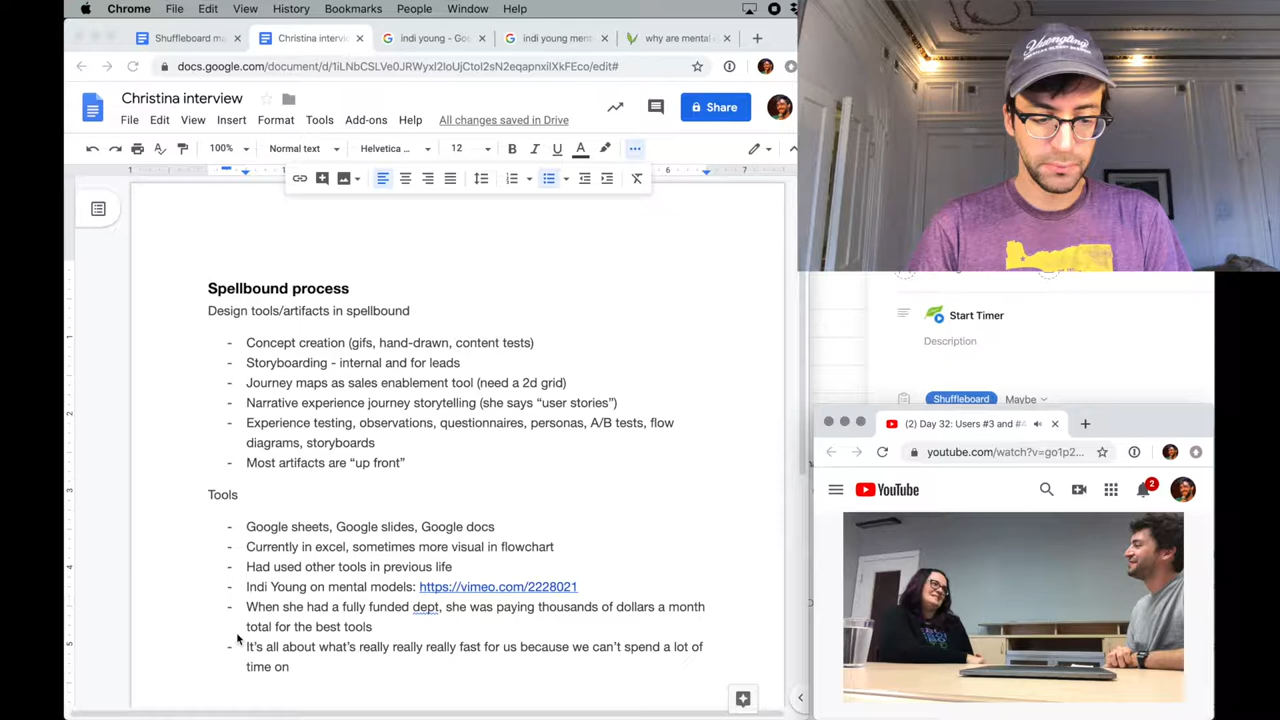 Chrome File Edit View History Bookmarks People Window Help
Shuffleboard ma
Christina intervie
indi young - Goo
indi young ment
why are mental
Christina interview
File Edit View Insert Format Tools Add-ons Help All changes saved in Drive
Share
100% Normal text Helvetica ... 12 B I U A
Spellbound process
Design tools/artifacts in spellbound
- Concept creation (gifs, hand-drawn, content tests)
- Storyboarding - internal and for leads
- Journey maps as sales enablement tool (need a 2d grid)
- Narrative experience journey storytelling (she says “user stories”)
- Experience testing, observations, questionnaires, personas, A/B tests, flow
diagrams, storyboards
- Most artifacts are “up front”
Tools
- Google sheets, Google slides, Google docs
- Currently in excel, sometimes more visual in flowchart
- Had used other tools in previous life
- Indi Young on mental models: https://vimeo.com/2228021
- When she had a fully funded dept, she was paying thousands of dollars a month
total for the best tools
It’s all about what’s really really really fast for us because we can’t spend a lot of
time on
Yuengling
Start Timer
Description
Shuffleboard Maybe
(2) Day 32: Users #3 and #4
youtube.com/watch?v=go1p2...
YouTube
2